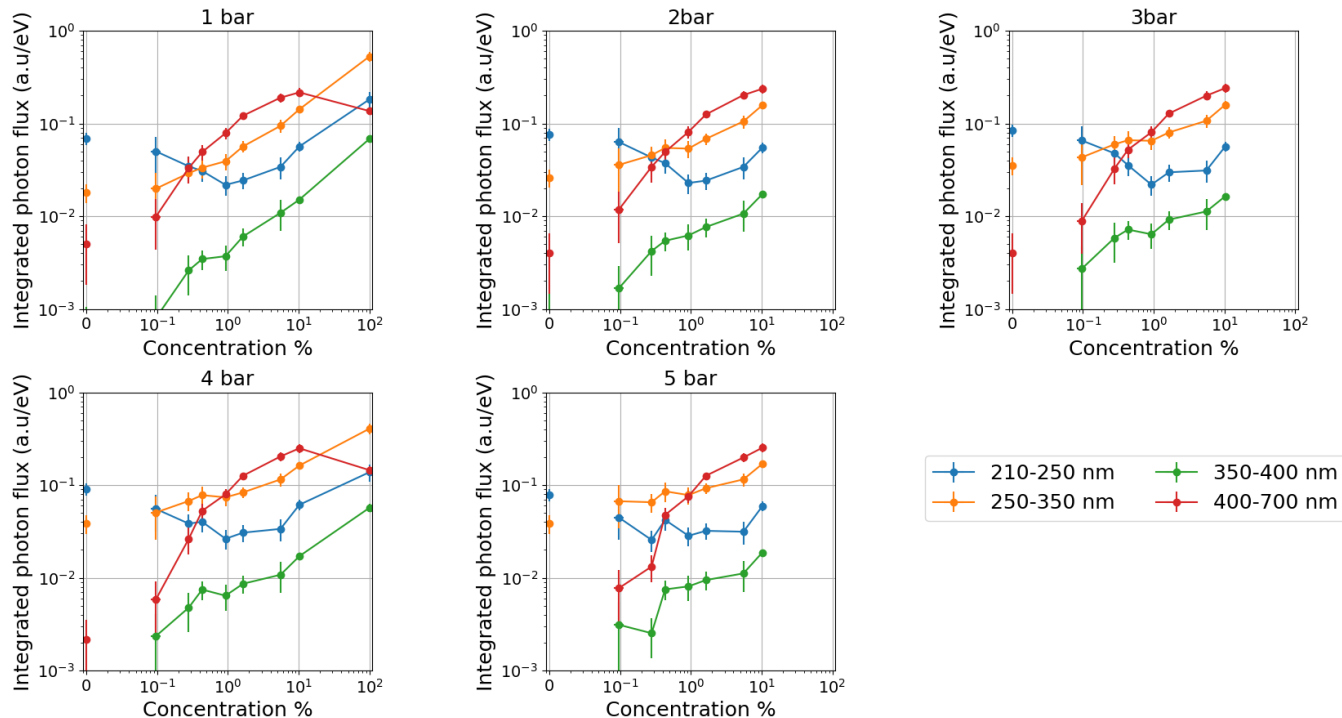 1 bar
Integrated photon flux (a.u/eV)
10⁰
10⁻¹
10⁻²
10⁻³
0 10⁻¹ 10⁰ 10¹ 10²
Concentration %
2bar
Integrated photon flux (a.u/eV)
10⁰
10⁻¹
10⁻²
10⁻³
0 10⁻¹ 10⁰ 10¹ 10²
Concentration %
3bar
Integrated photon flux (a.u/eV)
10⁰
10⁻¹
10⁻²
10⁻³
0 10⁻¹ 10⁰ 10¹ 10²
Concentration %
4 bar
Integrated photon flux (a.u/eV)
10⁰
10⁻¹
10⁻²
10⁻³
0 10⁻¹ 10⁰ 10¹ 10²
Concentration %
5 bar
Integrated photon flux (a.u/eV)
10⁰
10⁻¹
10⁻²
10⁻³
0 10⁻¹ 10⁰ 10¹ 10²
Concentration %
210-250 nm
250-350 nm
350-400 nm
400-700 nm